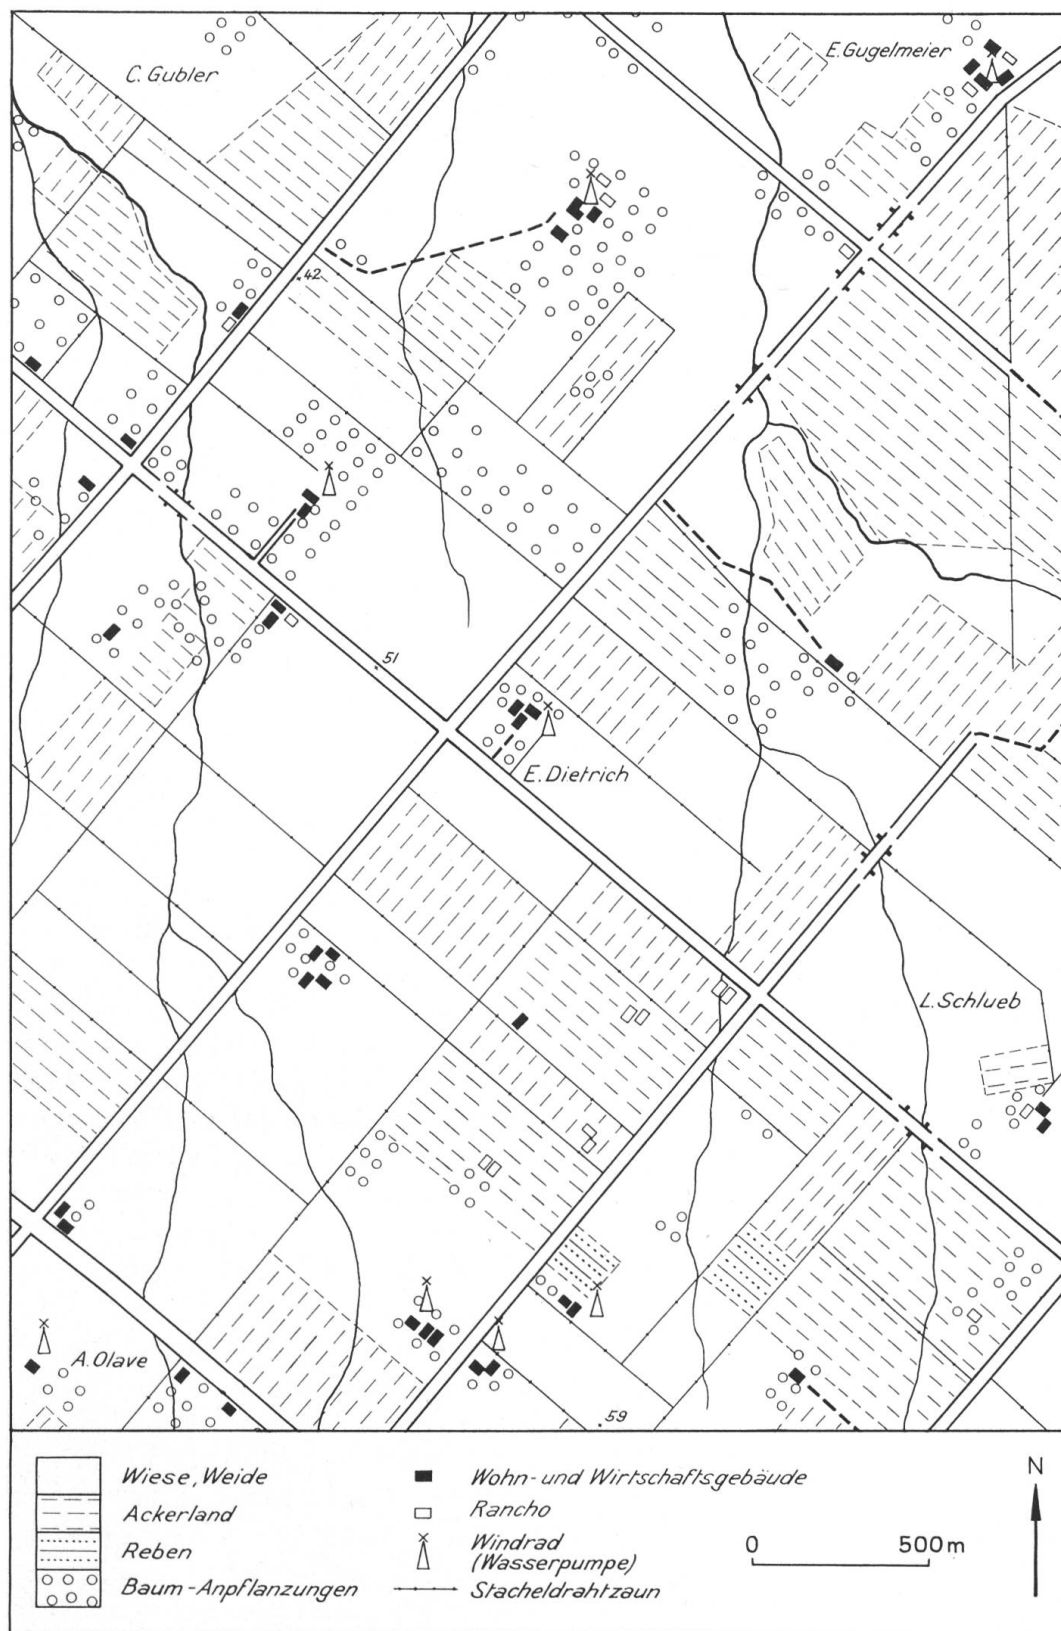 C. Gubler
E. Gugelmeier
42
51
E. Dietrich
L. Schlueb
A. Olave
59
Wiese, Weide
Ackerland
Reben
Baum-Anpflanzungen
Wohn- und Wirtschaftsgebäude
Rancho
Windrad
(Wasserpumpe)
Stacheldrahtzaun
0 500 m
N